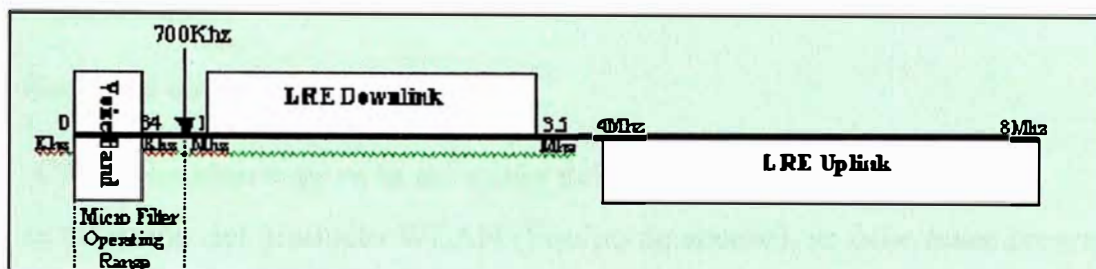 700Khz
Voice Band
LRE Downlink
0
Khz
64
Khz
1
Mhz
3.5
Mhz
4Mhz
8Mhz
LRE Uplink
Micro Filter
Operating
Range